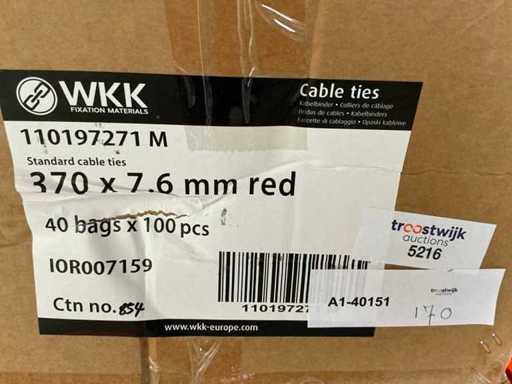 WKK
FIXATION MATERIALS
Cable ties
Kabelbinder • Colliers de câblage
Bridas de cables • Kabelbinders
Fascette di cablaggio • Opaski kablowe
110197271 M
Standard cable ties
370 x 7.6 mm red
40 bags x 100 pcs
IOR007159
Ctn no. 854
11019727
www.wkk-europe.com
troostwijk
auctions
5216
A1-40151
troostwijk
170